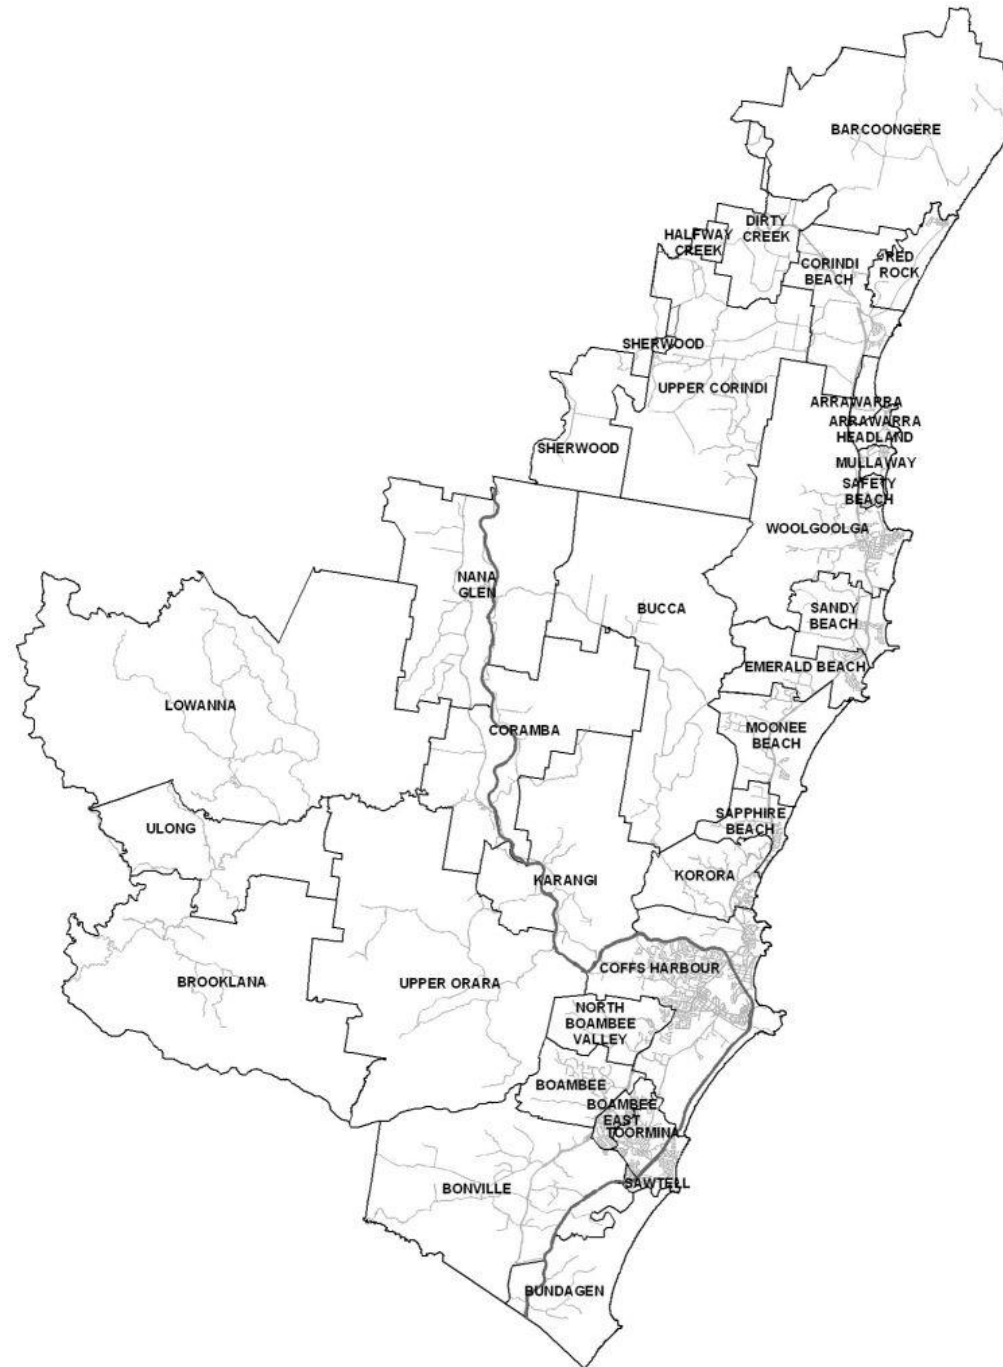 BARCOONGERE
DIRTY
CREEK
HALFWAY
CREEK
CORINDI
BEACH
RED
ROCK
SHERWOOD
UPPER CORINDI
ARRAWARRA
ARRAWARRA
HEADLAND
SHERWOOD
MULLAWAY
SAFETY
BEACH
WOOLGOOLGA
NANA
GLEN
BUCCA
SANDY
BEACH
EMERALD BEACH
LOWANNA
CORAMBA
MOONEE
BEACH
ULONG
SAPPHIRE
BEACH
KARANGI
KORORA
BROOKLANA
UPPER ORARA
COFFS HARBOUR
NORTH
BOAMBEE
VALLEY
BOAMBEE
BOAMBEE
EAST
TOORMINA
BONVILLE
SAWTELL
BUNDAGEN